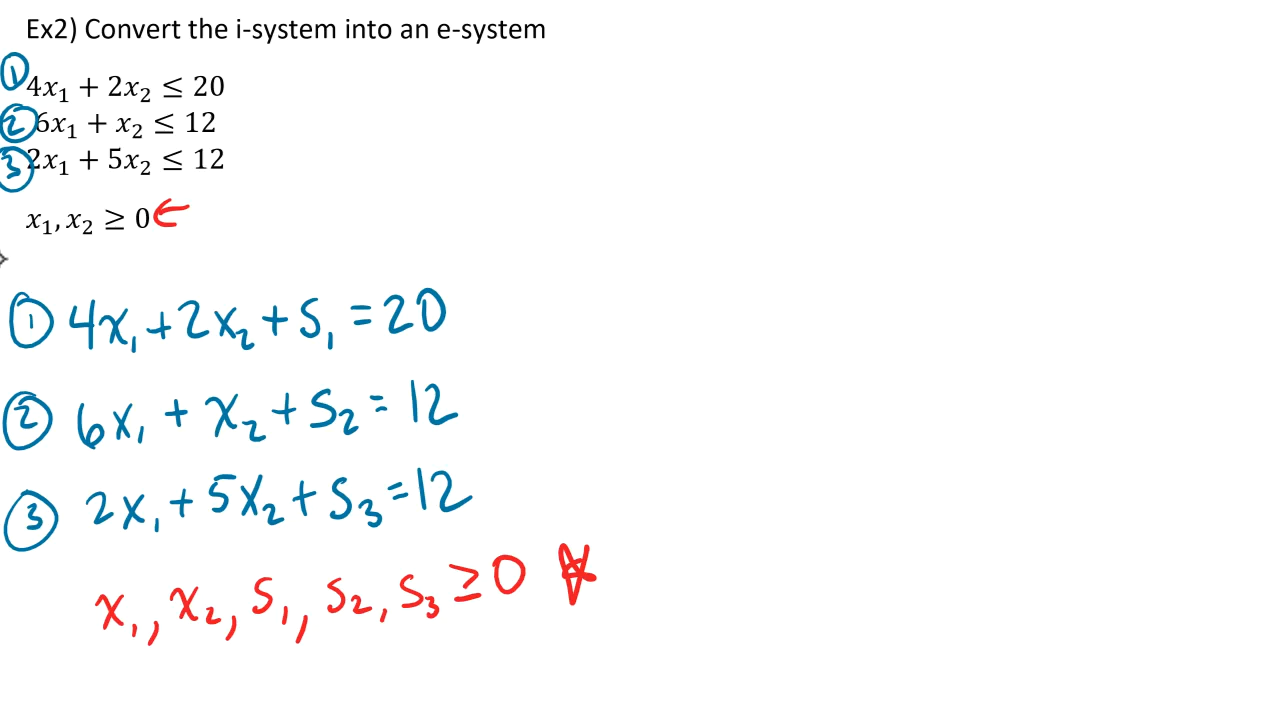 Ex2) Convert the i-system into an e-system
① 4x₁ + 2x₂ ≤ 20
② 6x₁ + x₂ ≤ 12
③ 2x₁ + 5x₂ ≤ 12
x₁, x₂ ≥ 0 ←
① 4x₁ + 2x₂ + S₁ = 20
② 6x₁ + x₂ + S₂ = 12
③ 2x₁ + 5x₂ + S₃ = 12
x₁, x₂, S₁, S₂, S₃ ≥ 0 ☆